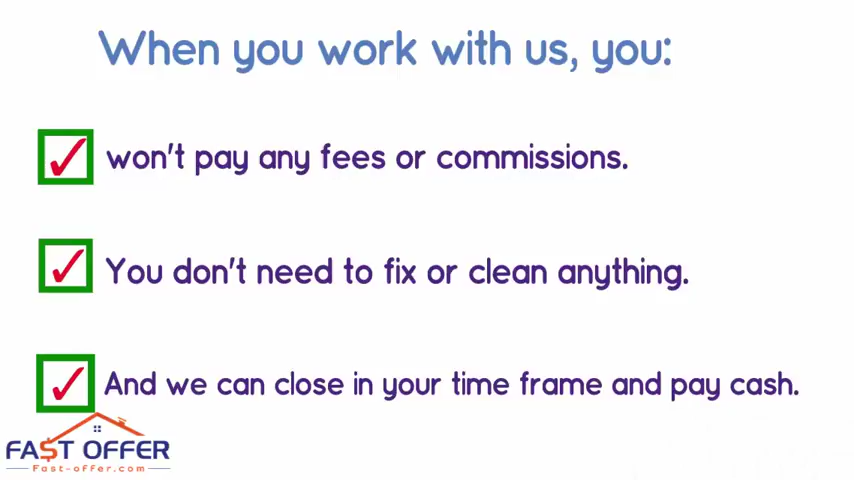 When you work with us, you:
won't pay any fees or commissions.
You don't need to fix or clean anything.
And we can close in your time frame and pay cash.
FA$T OFFER
Fast-offer.com